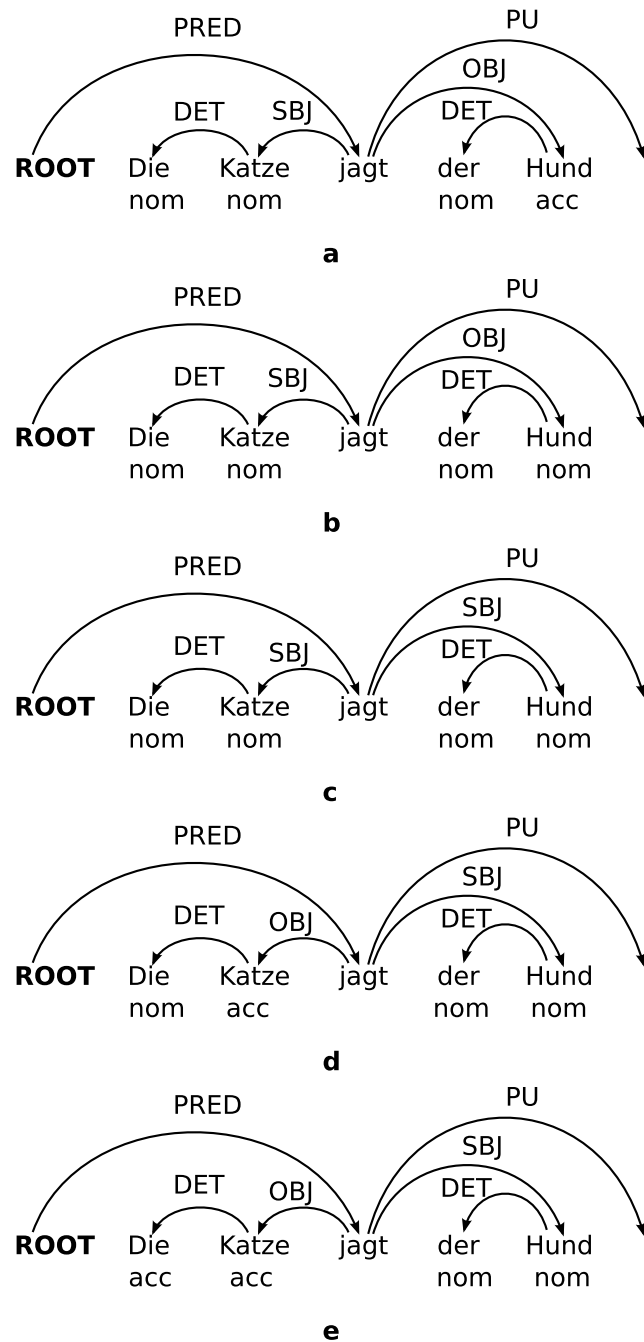 PRED PU
OBJ
DET SBJ DET
ROOT Die Katze jagt der Hund
nom nom nom acc
a
PRED PU
OBJ
DET SBJ DET
ROOT Die Katze jagt der Hund
nom nom nom nom
b
PRED PU
SBJ
DET SBJ DET
ROOT Die Katze jagt der Hund
nom nom nom nom
c
PRED PU
SBJ
DET OBJ DET
ROOT Die Katze jagt der Hund
nom acc nom nom
d
PRED PU
SBJ
DET OBJ DET
ROOT Die Katze jagt der Hund
acc acc nom nom
e